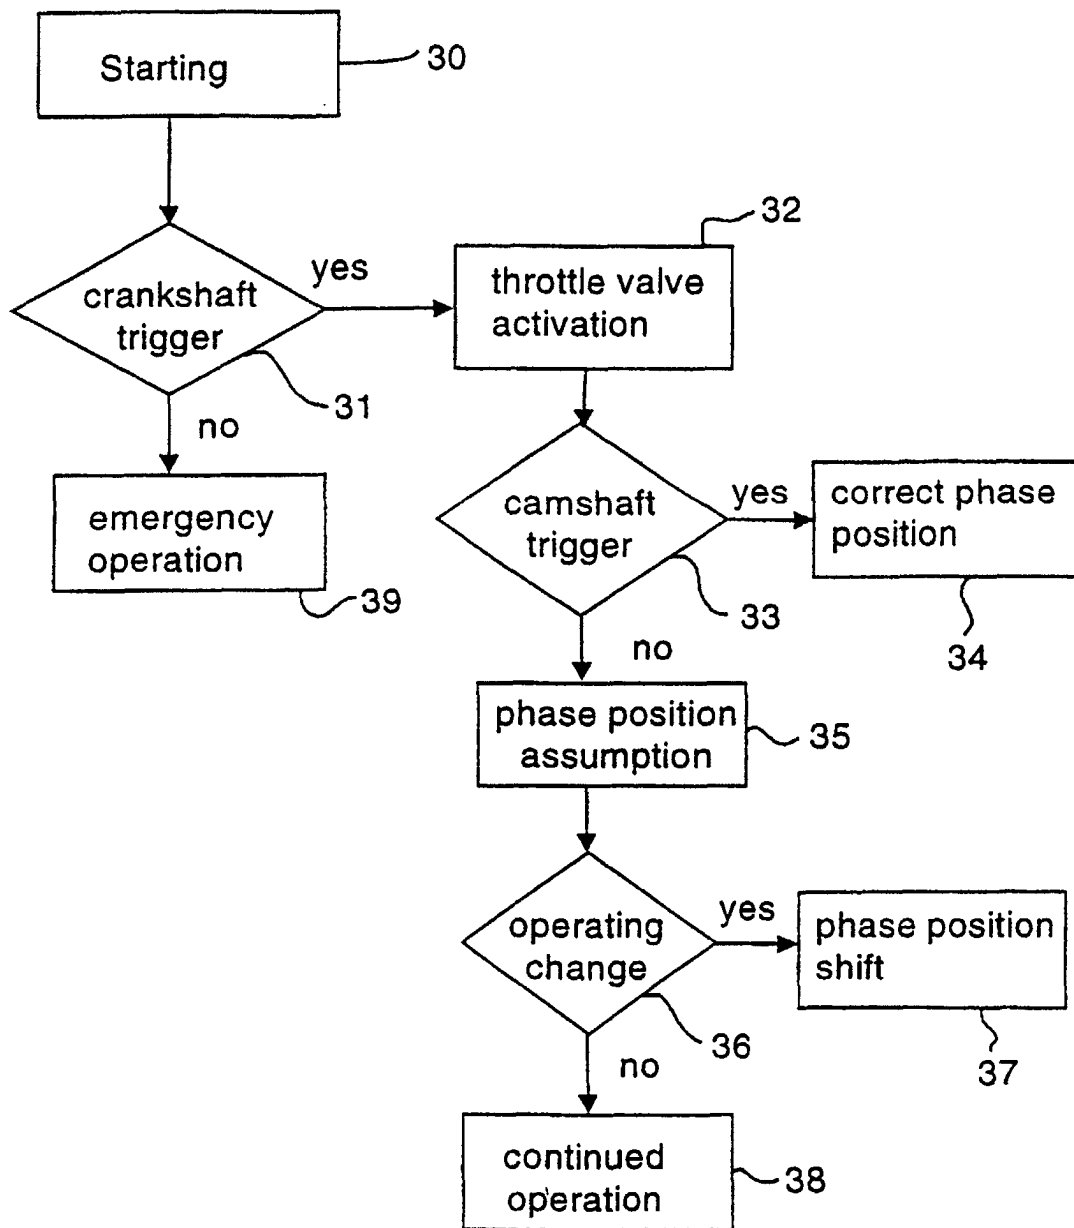 Starting
30
crankshaft
trigger
31
yes
no
throttle valve
activation
32
emergency
operation
39
camshaft
trigger
33
yes
no
correct phase
position
34
phase position
assumption
35
operating
change
36
yes
no
phase position
shift
37
continued
operation
38